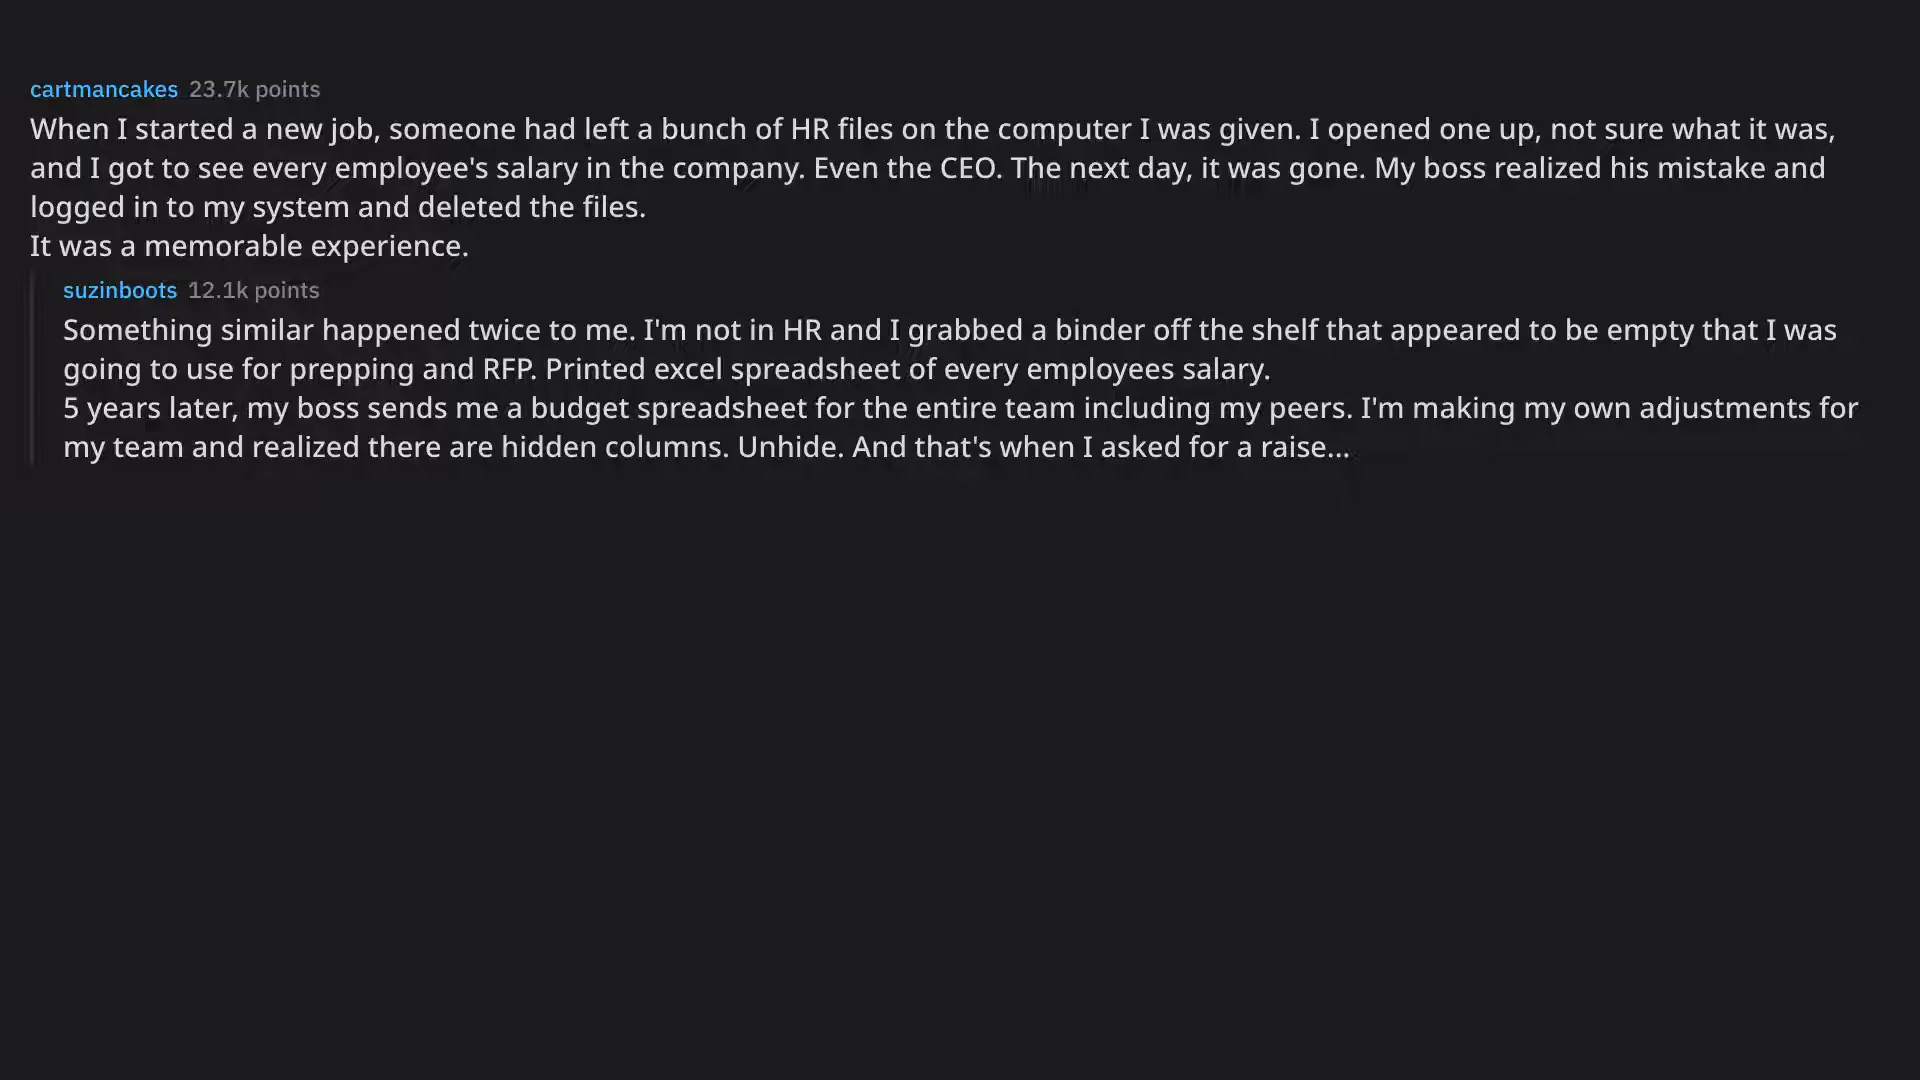 cartmancakes 23.7k points
When I started a new job, someone had left a bunch of HR files on the computer I was given. I opened one up, not sure what it was,
and I got to see every employee's salary in the company. Even the CEO. The next day, it was gone. My boss realized his mistake and
logged in to my system and deleted the files.
It was a memorable experience.
suzinboots 12.1k points
Something similar happened twice to me. I'm not in HR and I grabbed a binder off the shelf that appeared to be empty that I was
going to use for prepping and RFP. Printed excel spreadsheet of every employees salary.
5 years later, my boss sends me a budget spreadsheet for the entire team including my peers. I'm making my own adjustments for
my team and realized there are hidden columns. Unhide. And that's when I asked for a raise...